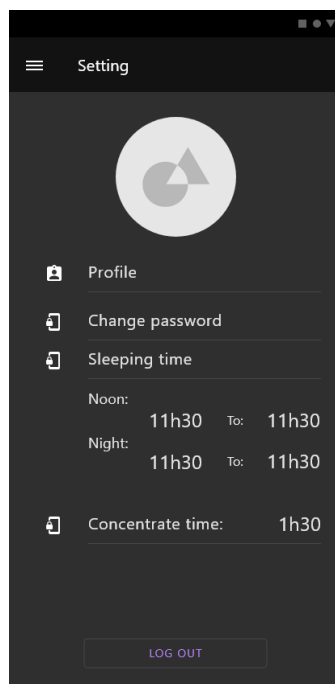 Setting
Profile
Change password
Sleeping time
Noon:
11h30 To: 11h30
Night:
11h30 To: 11h30
Concentrate time: 1h30
LOG OUT